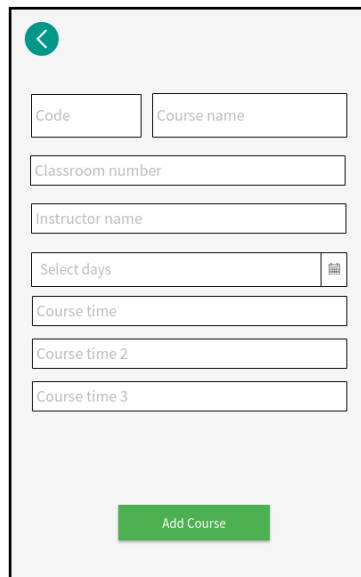 Code
Course name
Classroom number
Instructor name
Select days
Course time
Course time 2
Course time 3
Add Course